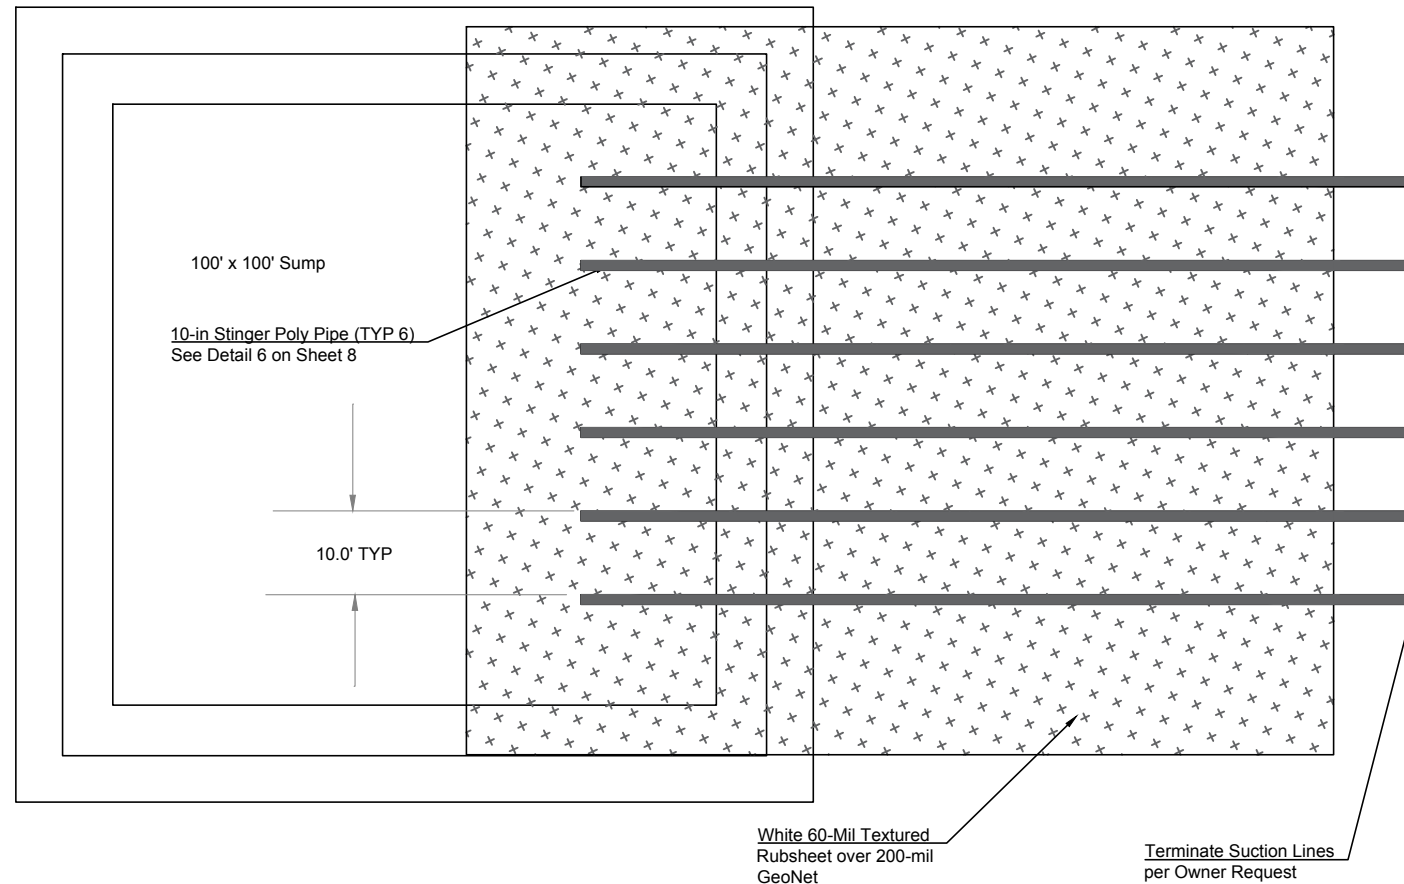 100' x 100' Sump
10-in Stinger Poly Pipe (TYP 6)
See Detail 6 on Sheet 8
10.0' TYP
White 60-Mil Textured
Rubsheet over 200-mil
GeoNet
Terminate Suction Lines
per Owner Request